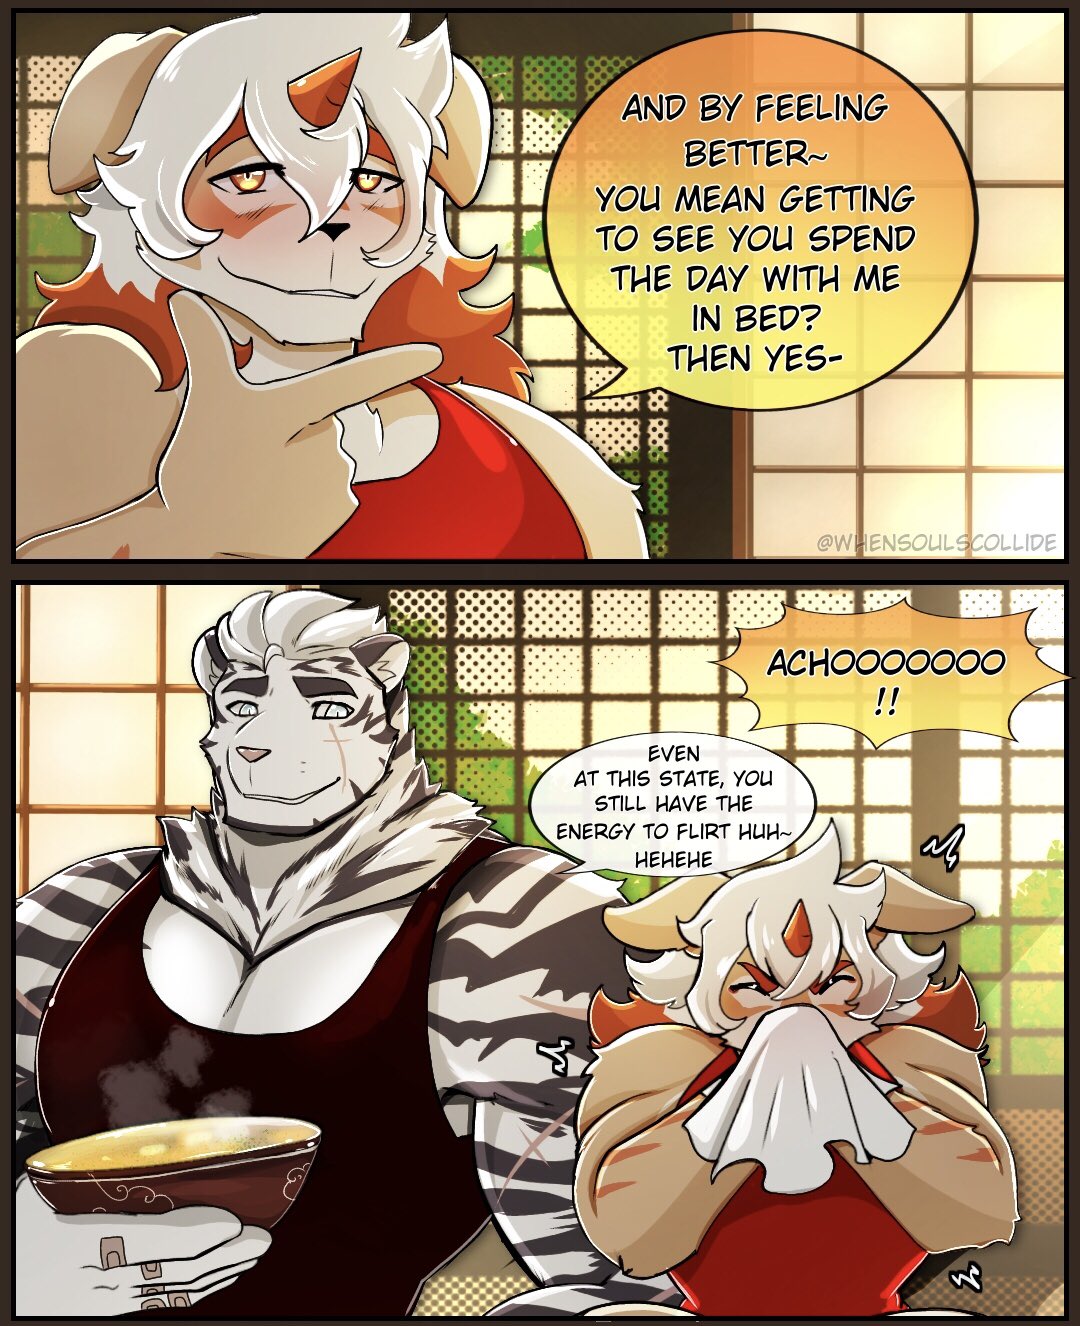 AND BY FEELING
BETTER~
YOU MEAN GETTING
TO SEE YOU SPEND
THE DAY WITH ME
IN BED?
THEN YES-
@WHENSOULSCOLLIDE
ACHOOOOOOO
!!
EVEN
AT THIS STATE, YOU
STILL HAVE THE
ENERGY TO FLIRT HUH~
HEHEHE